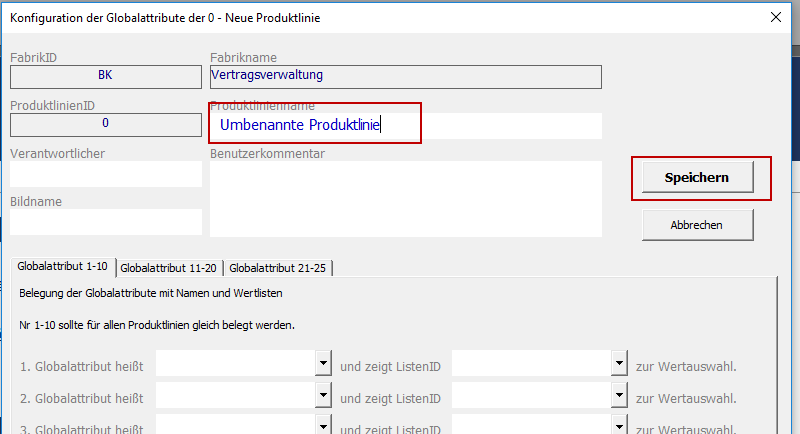 Konfiguration der Globalattribute der 0 - Neue Produktlinie
FabrikID Fabrikname
BK Vertragsverwaltung
ProduktlinienID Produktlinienname
0 Umbenannte Produktlinie
Verantwortlicher Benutzerkommentar
Speichern
Bildname
Abbrechen
Globalattribut 1-10 Globalattribut 11-20 Globalattribut 21-25
Belegung der Globalattribute mit Namen und Wertlisten
Nr 1-10 sollte für allen Produktlinien gleich belegt werden.
1. Globalattribut heißt und zeigt ListenID zur Wertauswahl.
2. Globalattribut heißt und zeigt ListenID zur Wertauswahl.
3. Globalattribut heißt und zeigt ListenID zur Wertauswahl.